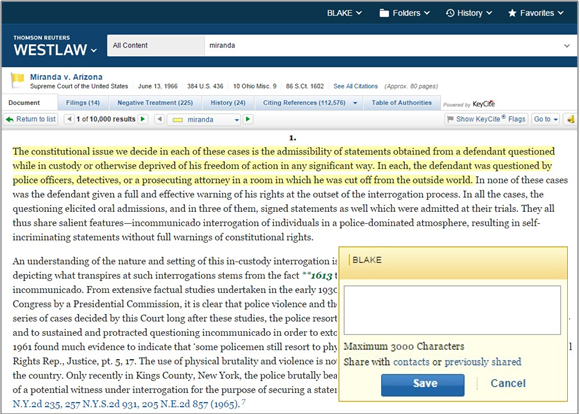 BLAKE Folders History Favorites
THOMSON REUTERS
WESTLAW All Content miranda
Miranda v. Arizona
Supreme Court of the United States June 13, 1966 384 U.S. 436 10 Ohio Misc. 9 86 S.Ct. 1602 See All Citations (Approx. 80 pages)
Document Filings (14) Negative Treatment (225) History (24) Citing References (112,576) Table of Authorities Powered by KeyCite
Return to list 1 of 10,000 results miranda Show KeyCite® Flags Go to
1.
The constitutional issue we decide in each of these cases is the admissibility of statements obtained from a defendant questioned
while in custody or otherwise deprived of his freedom of action in any significant way. In each, the defendant was questioned by
police officers, detectives, or a prosecuting attorney in a room in which he was cut off from the outside world. In none of these cases
was the defendant given a full and effective warning of his rights at the outset of the interrogation process. In all the cases, the
questioning elicited oral admissions, and in three of them, signed statements as well which were admitted at their trials. They all
thus share salient features—incommunicado interrogation of individuals in a police-dominated atmosphere, resulting in self-
incriminating statements without full warnings of constitutional rights.
An understanding of the nature and setting of this in-custody interrogation i
depicting what transpires at such interrogations stems from the fact **1613 t
incommunicado. From extensive factual studies undertaken in the early 193
Congress by a Presidential Commission, it is clear that police violence and th
series of cases decided by this Court long after these studies, the police resort
and to sustained and protracted questioning incommunicado in order to exto
1961 found much evidence to indicate that 'some policemen still resort to phy
Rights Rep., Justice, pt. 5, 17. The use of physical brutality and violence is no
the country. Only recently in Kings County, New York, the police brutally bea
of a potential witness under interrogation for the purpose of securing a state
N.Y.2d 235, 257 N.Y.S.2d 931, 205 N.E.2d 857 (1965). 7
BLAKE
Maximum 3000 Characters
Share with contacts or previously shared
Save Cancel